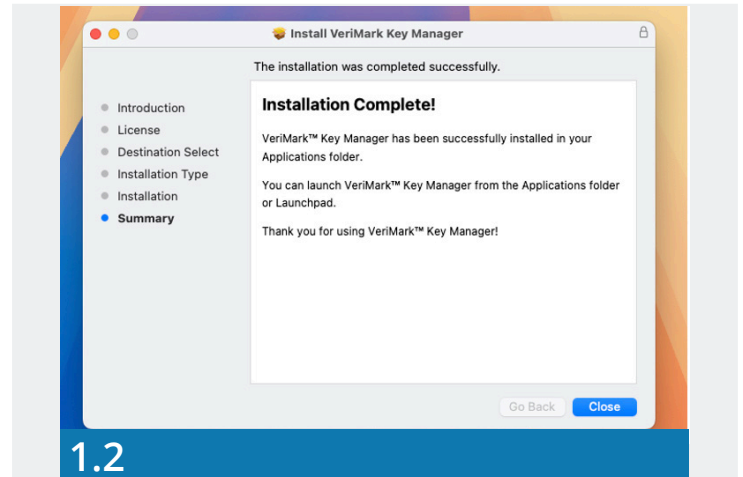 Install VeriMark Key Manager
The installation was completed successfully.
Introduction
License
Destination Select
Installation Type
Installation
Summary
Installation Complete!
VeriMark™ Key Manager has been successfully installed in your
Applications folder.
You can launch VeriMark™ Key Manager from the Applications folder
or Launchpad.
Thank you for using VeriMark™ Key Manager!
Go Back
Close
1.2